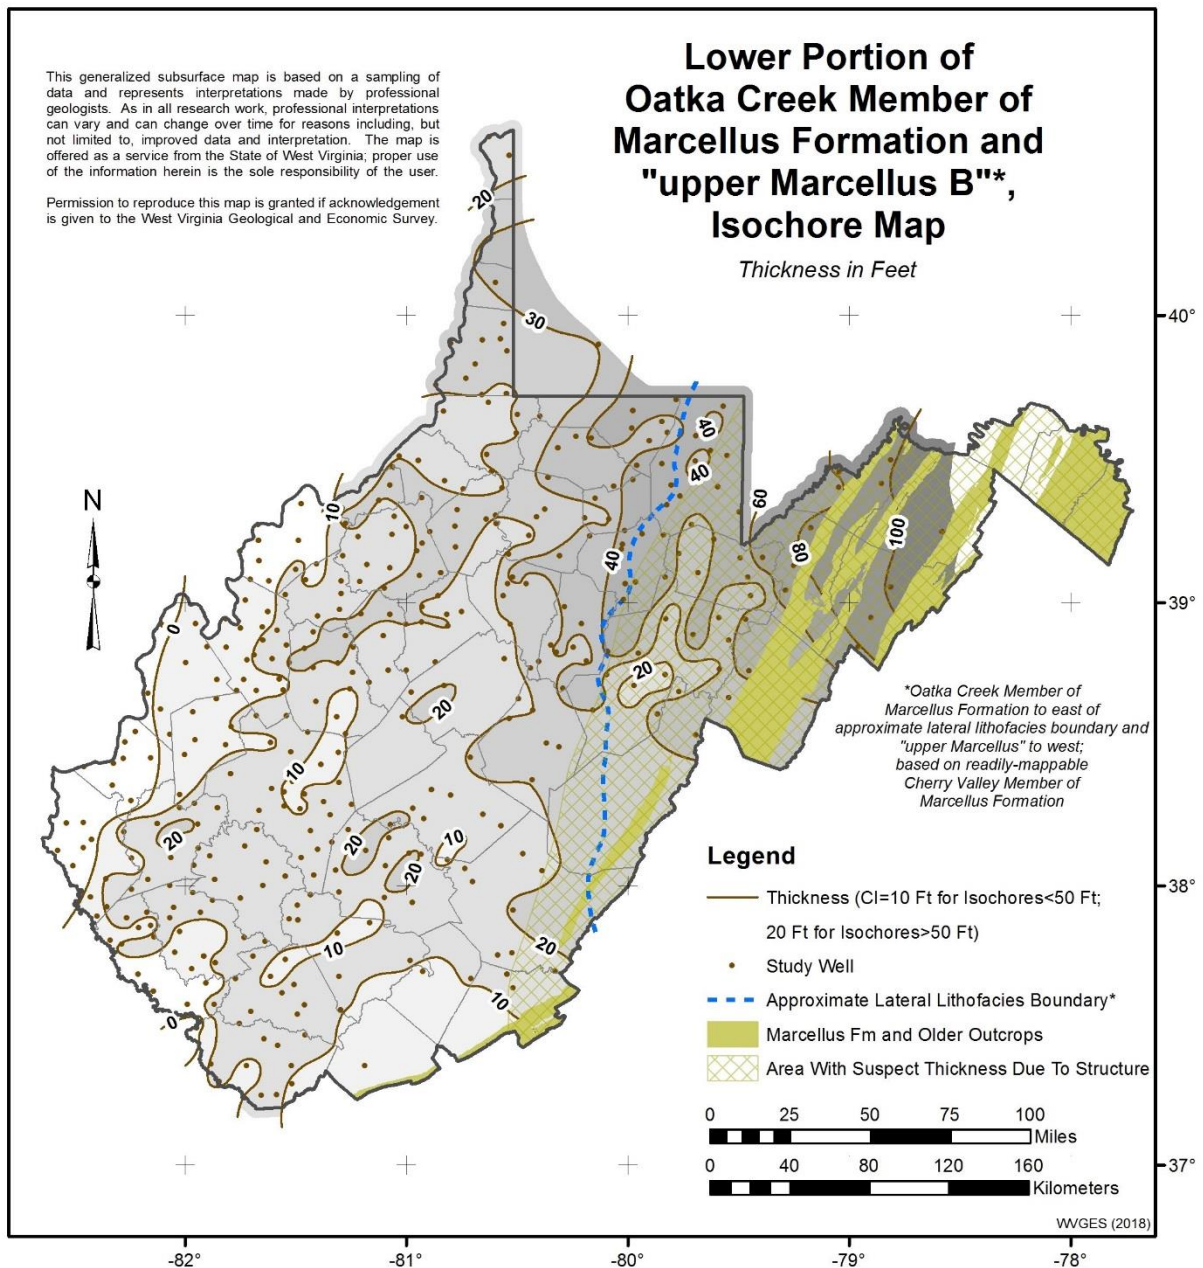 This generalized subsurface map is based on a sampling of
data and represents interpretations made by professional
geologists. As in all research work, professional interpretations
can vary and can change over time for reasons including, but
not limited to, improved data and interpretation. The map is
offered as a service from the State of West Virginia; proper use
of the information herein is the sole responsibility of the user.
Permission to reproduce this map is granted if acknowledgement
is given to the West Virginia Geological and Economic Survey.
Lower Portion of
Oatka Creek Member of
Marcellus Formation and
"upper Marcellus B"*,
Isochore Map
Thickness in Feet
20
30
40°
40
40
10
60
N
40
80
100
0
39°
20
20
10
*Oatka Creek Member of
Marcellus Formation to east of
approximate lateral lithofacies boundary and
"upper Marcellus" to west;
based on readily-mappable
Cherry Valley Member of
Marcellus Formation
20
20
10
20
38°
10
20
10
0
Legend
Thickness (CI=10 Ft for Isochores<50 Ft;
20 Ft for Isochores>50 Ft)
Study Well
Approximate Lateral Lithofacies Boundary*
Marcellus Fm and Older Outcrops
Area With Suspect Thickness Due To Structure
0 25 50 75 100
Miles
0 40 80 120 160
Kilometers
37°
WVGES (2018)
-82° -81° -80° -79° -78°